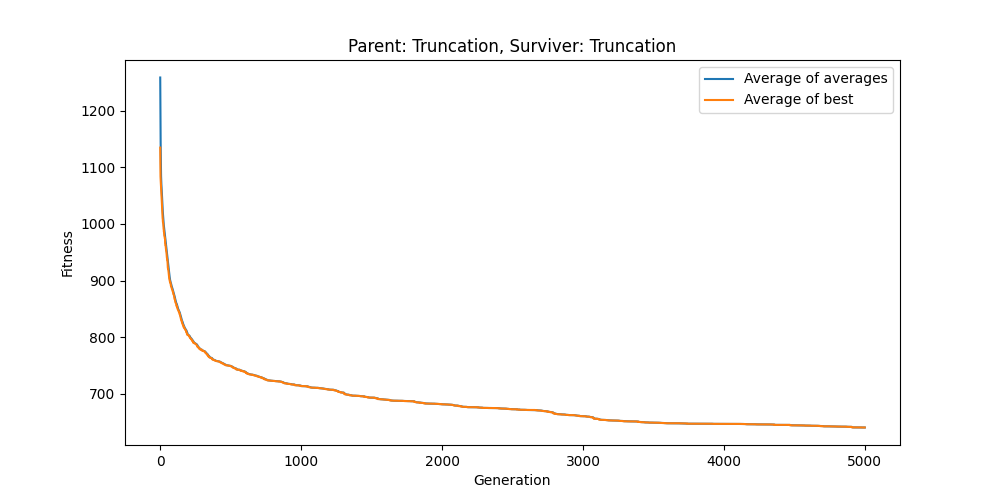 Parent: Truncation, Surviver: Truncation
Average of averages
Average of best
Fitness
1200
1100
1000
900
800
700
0 1000 2000 3000 4000 5000
Generation